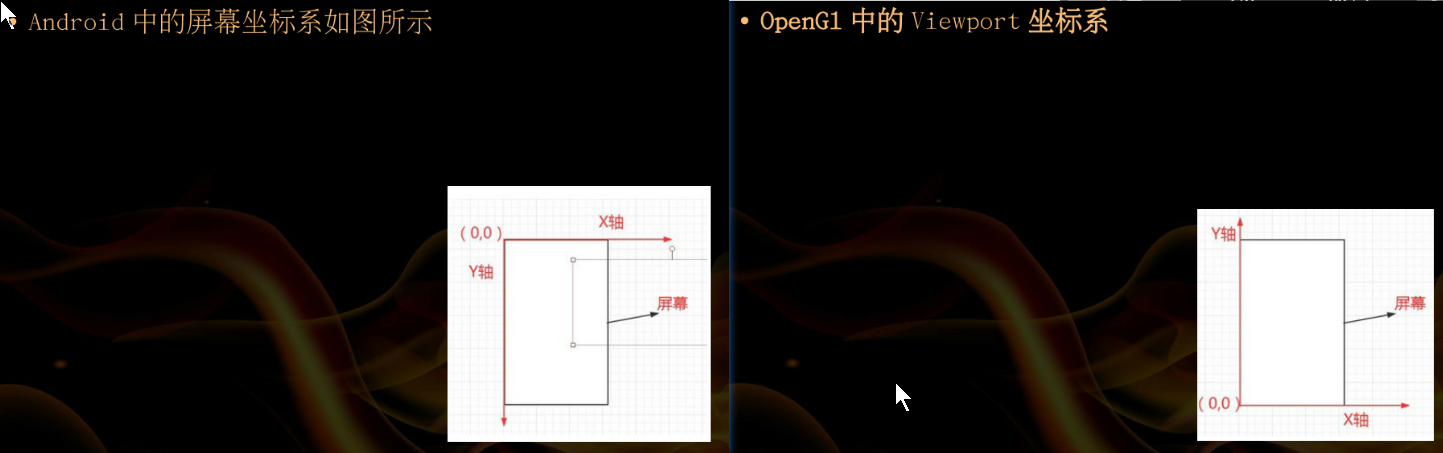 • Android 中的屏幕坐标系如图所示
X轴
( 0,0 )
Y轴
屏幕
• OpenGl 中的 Viewport 坐标系
Y轴
屏幕
( 0,0 )
X轴